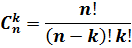 C_n^k = n! / ((n − k)! k!)